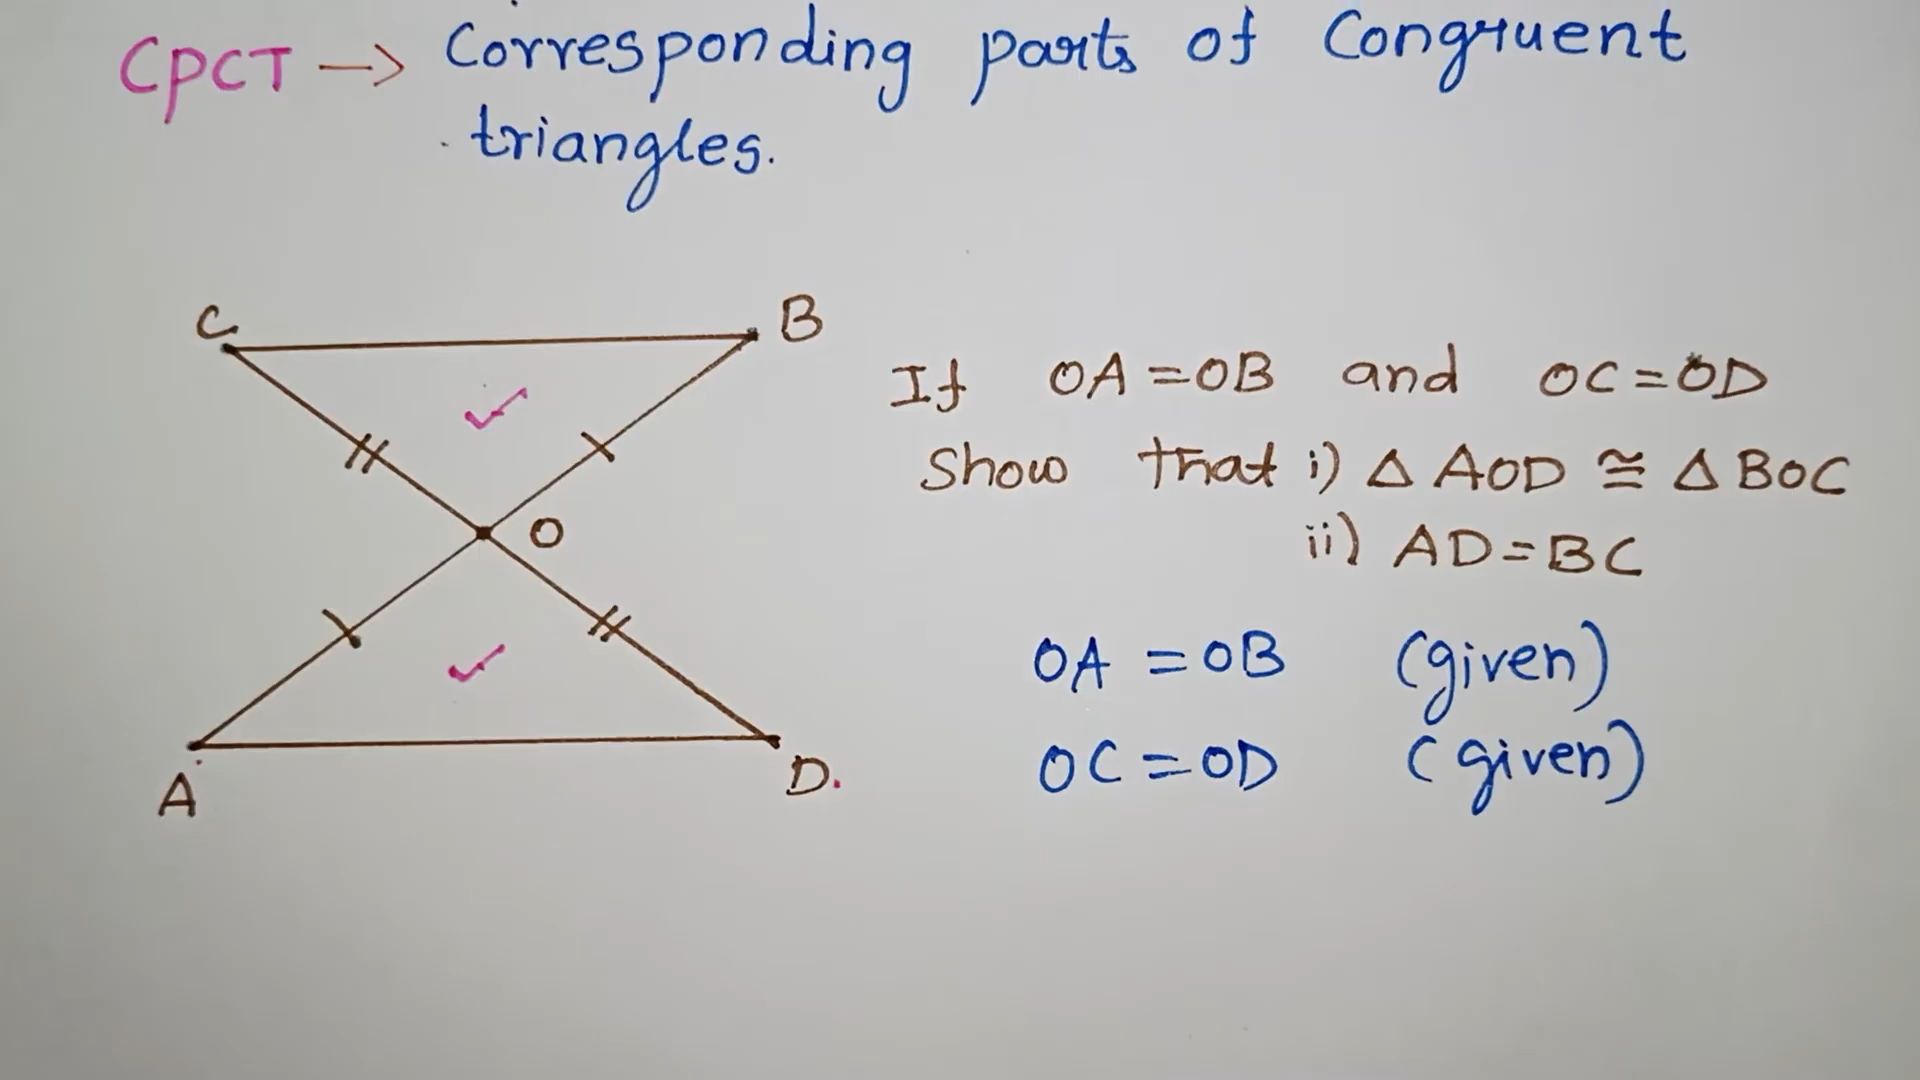 CPCT → Corresponding parts of Congruent
triangles.
C
B
If OA = OB and OC = OD
Show that i) △ AOD ≅ △ BOC
O
ii) AD = BC
OA = OB (given)
OC = OD (given)
A
D.